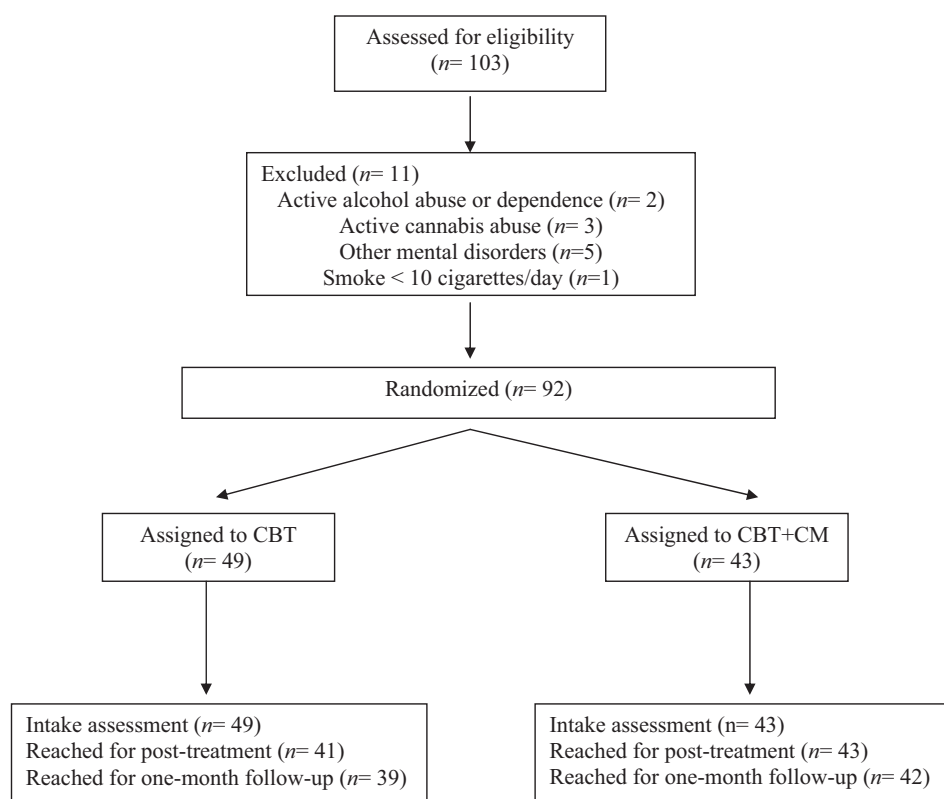 Assessed for eligibility
(n= 103)
Excluded (n= 11)
Active alcohol abuse or dependence (n= 2)
Active cannabis abuse (n= 3)
Other mental disorders (n=5)
Smoke < 10 cigarettes/day (n=1)
Randomized (n= 92)
Assigned to CBT
(n= 49)
Assigned to CBT+CM
(n= 43)
Intake assessment (n= 49)
Reached for post-treatment (n= 41)
Reached for one-month follow-up (n= 39)
Intake assessment (n= 43)
Reached for post-treatment (n= 43)
Reached for one-month follow-up (n= 42)